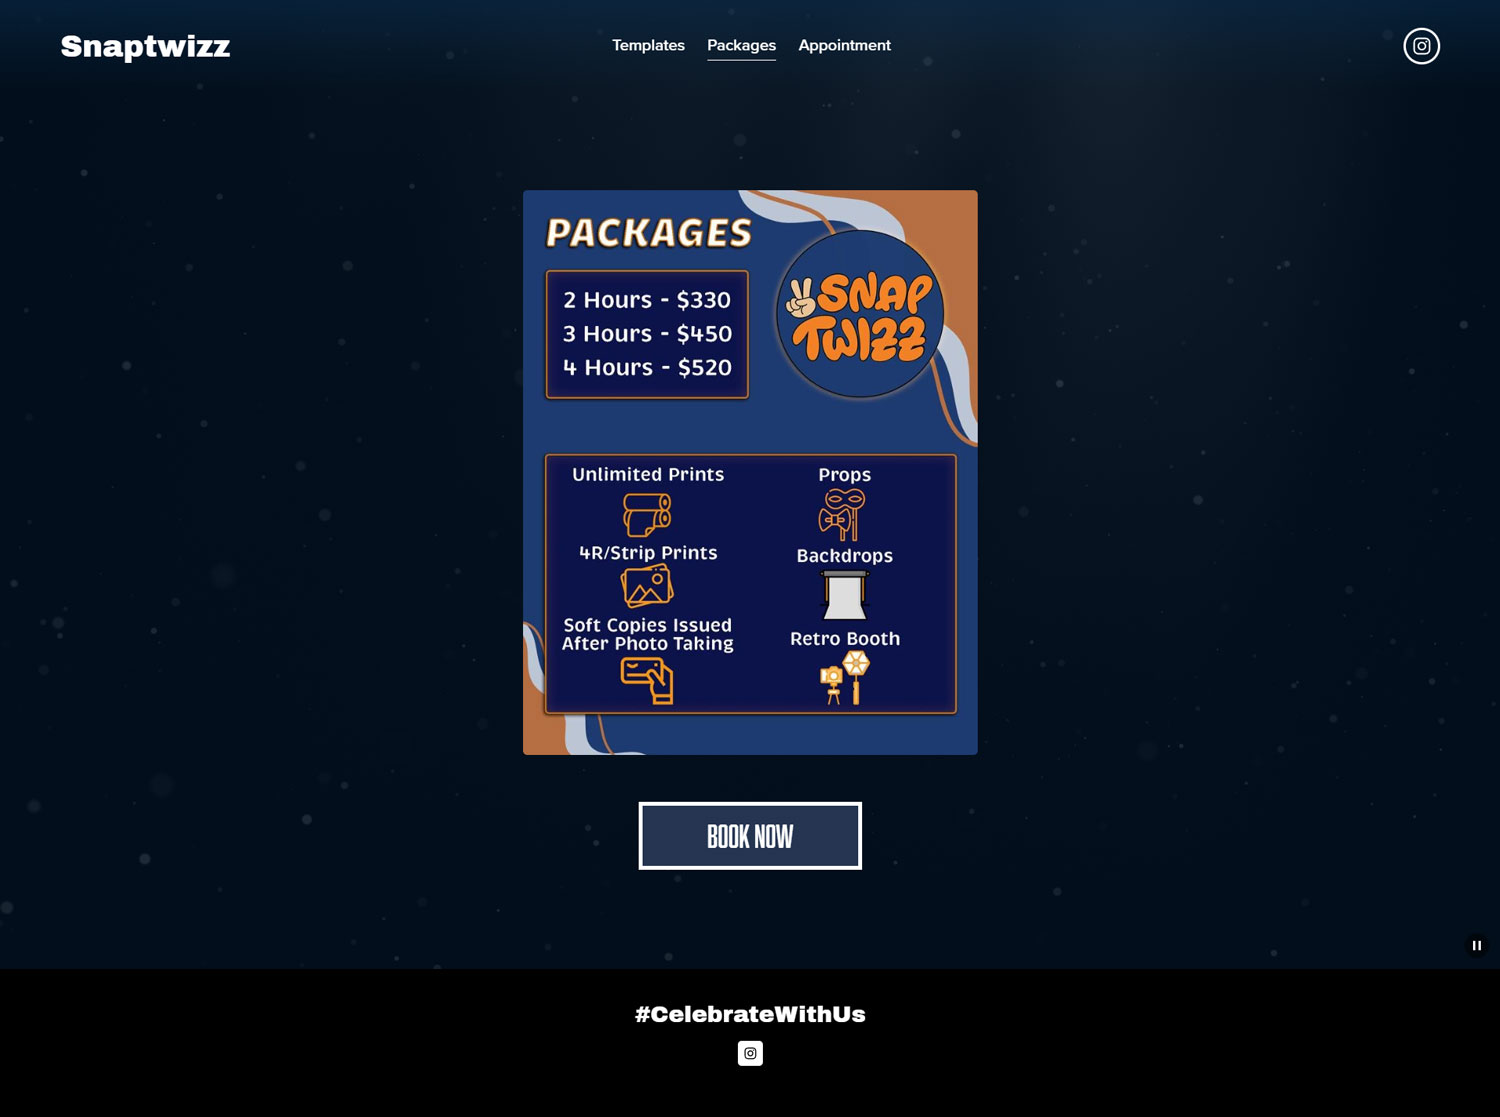 Snaptwizz
Templates
Packages
Appointment
PACKAGES
2 Hours - $330
3 Hours - $450
4 Hours - $520
SNAP
TWIZZ
Unlimited Prints
4R/Strip Prints
Soft Copies Issued
After Photo Taking
Props
Backdrops
Retro Booth
BOOK NOW
#CelebrateWithUs